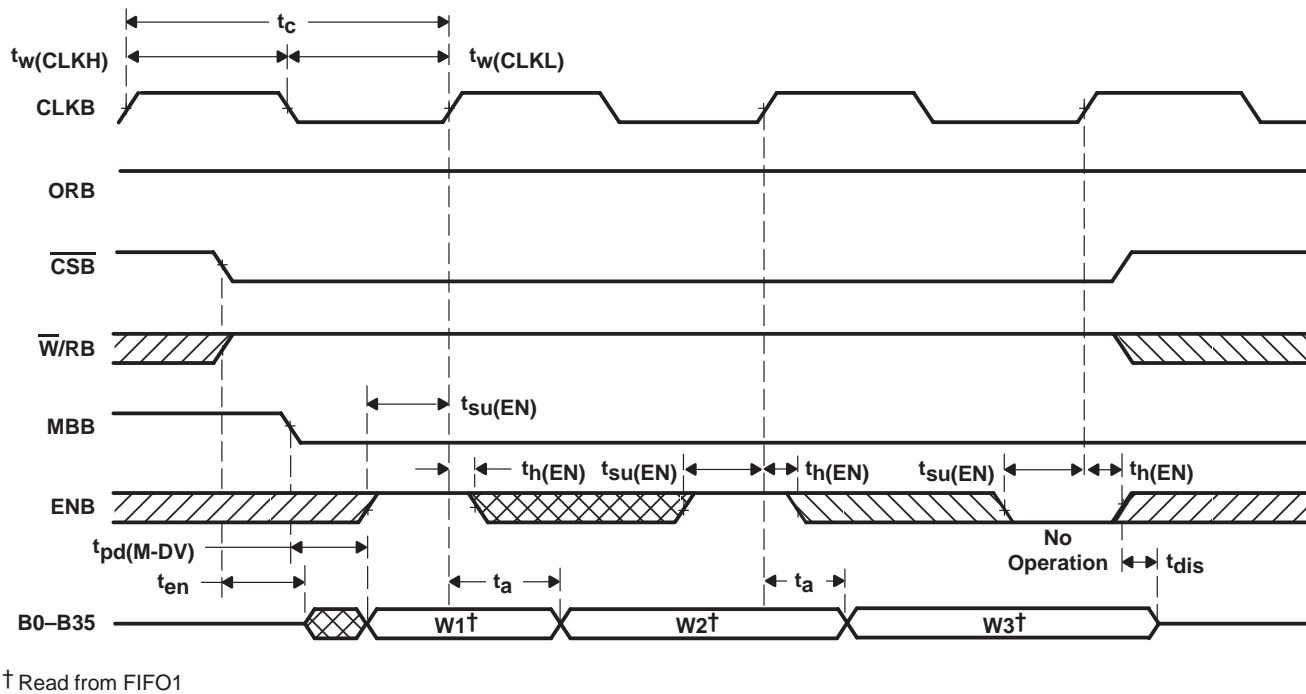 tc
tw(CLKH)
tw(CLKL)
CLKB
ORB
CSB
W/RB
tsu(EN)
MBB
th(EN)
tsu(EN)
th(EN)
tsu(EN)
th(EN)
ENB
No
Operation
tpd(M-DV)
tdis
ten
ta
ta
B0–B35
W1†
W2†
W3†
† Read from FIFO1